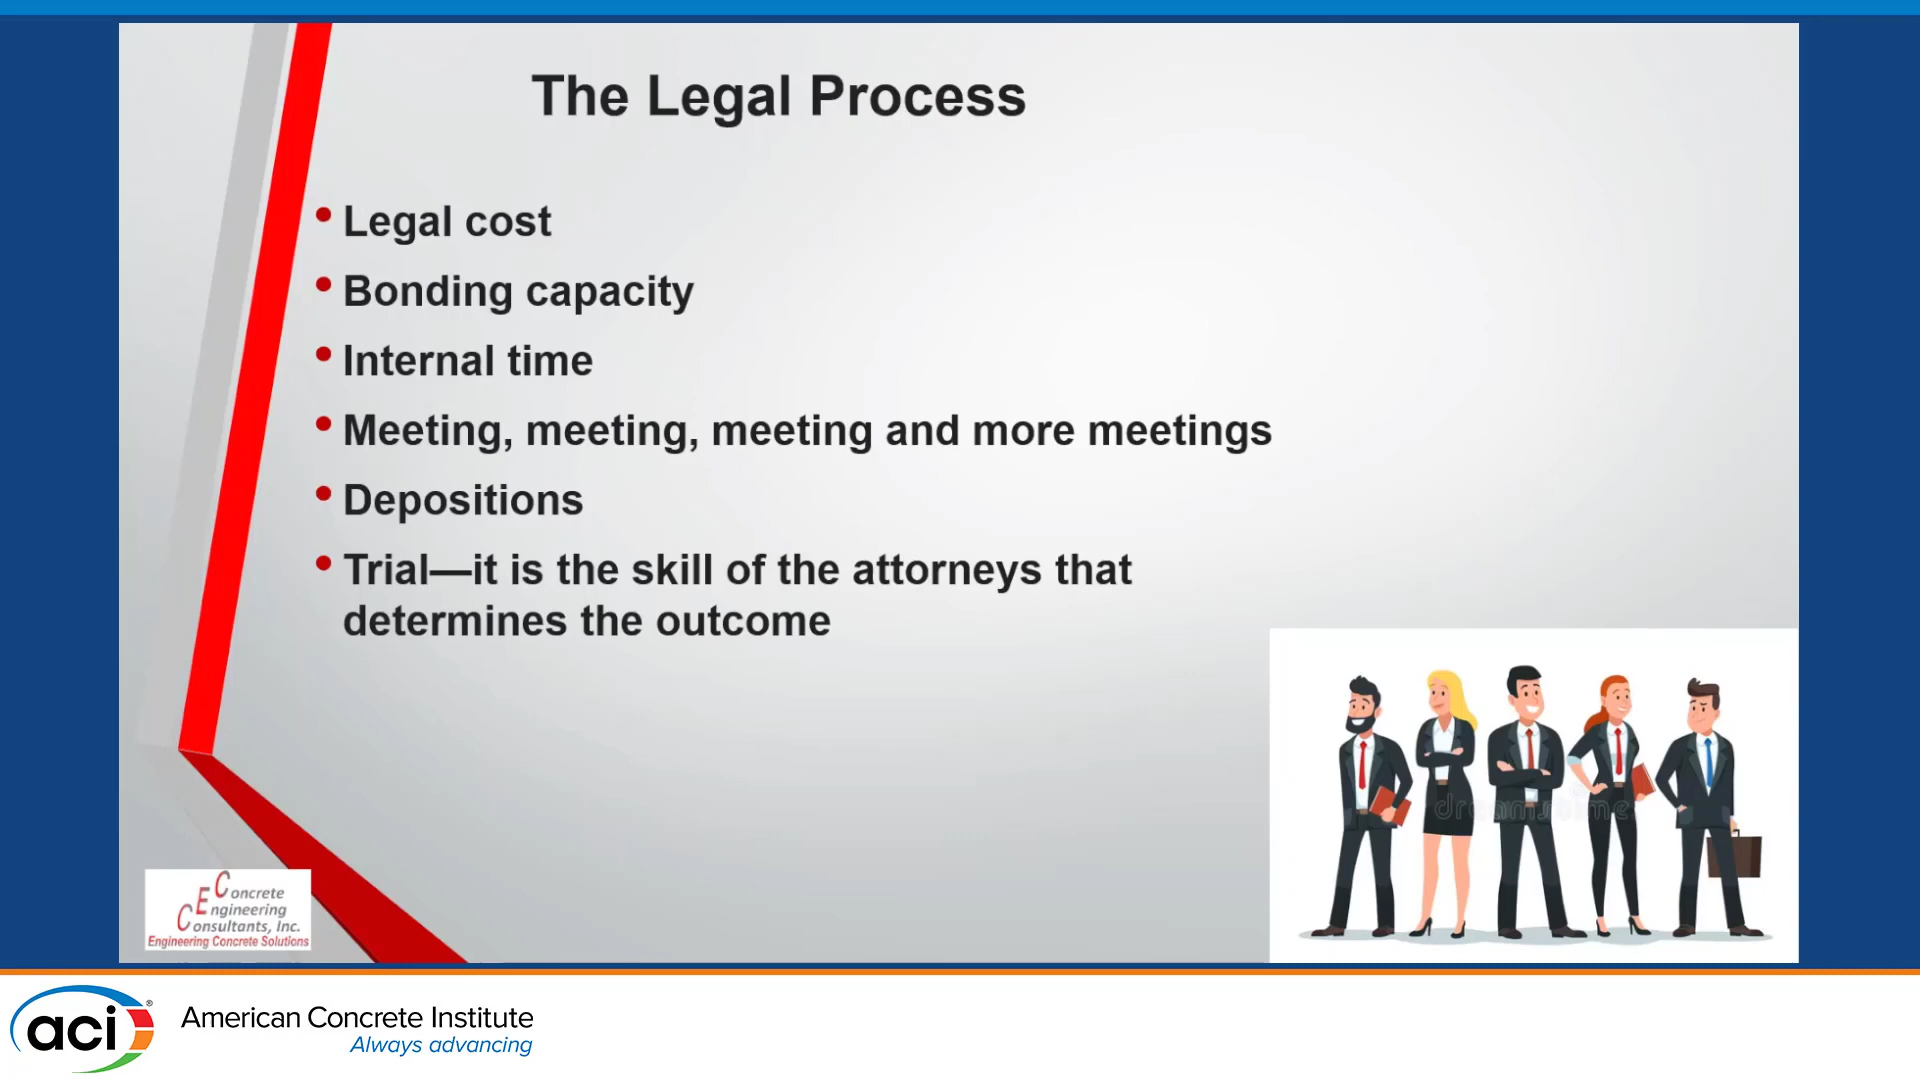 The Legal Process
• Legal cost
• Bonding capacity
• Internal time
• Meeting, meeting, meeting and more meetings
• Depositions
• Trial—it is the skill of the attorneys that
determines the outcome
dreamstime
Concrete
Engineering
Consultants, Inc.
Engineering Concrete Solutions
aci®
American Concrete Institute
Always advancing